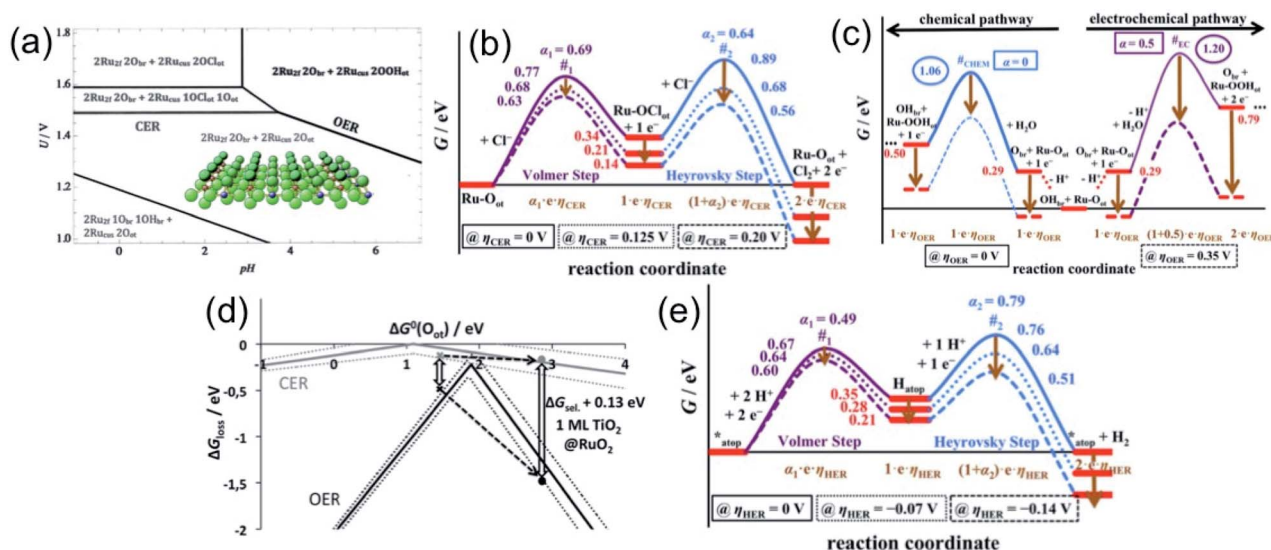 (a)
U/V
1.8
1.6
1.4
1.2
1.0
2Ru2f 2Obr + 2Rucus 2OClot
2Ru2f 2Obr + 2Rucus 2OOHot
2Ru2f 2Obr + 2Rucus 1OClot 1Oot
CER
OER
2Ru2f 2Obr + 2Rucus 2Oot
2Ru2f 1Obr 1OHbr +
2Rucus 2Oot
0 2 4 6
pH
(b)
G / eV
α1 = 0.69
#1
0.77
0.68
0.63
+ Cl⁻
Ru-Oot
Volmer Step
α1·e·ηCER
Ru-OClot
+ 1 e⁻
0.34
0.21
0.14
1·e·ηCER
α2 = 0.64
#2
0.89
0.68
0.56
+ Cl⁻
Heyrovsky Step
(1+α2)·e·ηCER
Ru-Oot +
Cl2+ 2 e⁻
2·e·ηCER
@ ηCER = 0 V
@ ηCER = 0.125 V
@ ηCER = 0.20 V
reaction coordinate
(c)
chemical pathway
electrochemical pathway
G / eV
1.06
#CHEM
α = 0
α = 0.5
#EC
1.20
OHbr+
Ru-OOHot
+ 1 e⁻
0.50
+ H2O
Obr+ Ru-Oot
+ 1 e⁻
0.29
- H⁺
OHbr+ Ru-Oot
Obr+ Ru-Oot
+ 1 e⁻
- H⁺
0.29
- H⁺
+ H2O
Obr +
Ru-OOHot
+ 2 e⁻
0.79
1·e·ηOER
1·e·ηOER
1·e·ηOER
1·e·ηOER
(1+0.5)·e·ηOER
2·e·ηOER
@ ηOER = 0 V
reaction coordinate
@ ηOER = 0.35 V
(d)
ΔG⁰(Oot) / eV
-1 0 1 2 3 4
ΔGloss / eV
0
-0,5
-1
-1,5
-2
CER
OER
ΔGsel. + 0.13 eV
1 ML TiO2
@RuO2
(e)
G / eV
α1 = 0.49
#1
0.67
0.64
0.60
+ 2 H⁺
+ 2 e⁻
*atop
Volmer Step
α1·e·ηHER
Hatop
0.35
0.28
0.21
1·e·ηHER
α2 = 0.79
#2
0.76
0.64
0.51
+ 1 H⁺
+ 1 e⁻
Heyrovsky Step
(1+α2)·e·ηHER
*atop + H2
2·e·ηHER
@ ηHER = 0 V
@ ηHER = −0.07 V
@ ηHER = −0.14 V
reaction coordinate